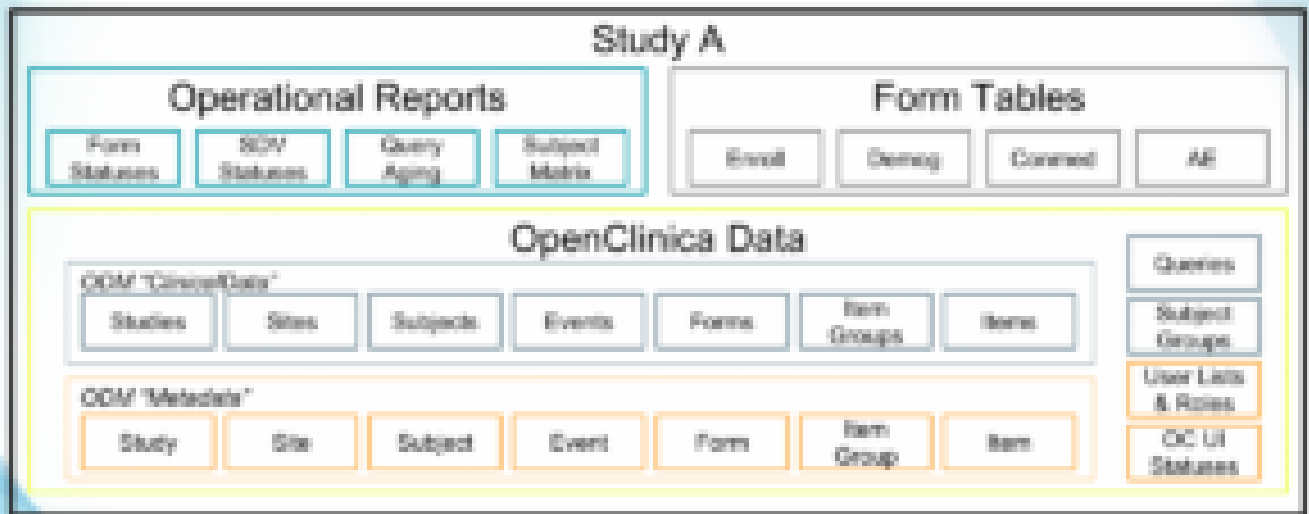 Study A
Operational Reports
Form
Statuses
SDV
Statuses
Query
Aging
Subject
Matrix
Form Tables
Enroll
Demog
Conmed
AE
OpenClinica Data
ODM "ClinicalData"
Studies
Sites
Subjects
Events
Forms
Item
Groups
Items
ODM "Metadata"
Study
Site
Subject
Event
Form
Item
Group
Item
Queries
Subject
Groups
User Lists
& Roles
OC UI
Statuses